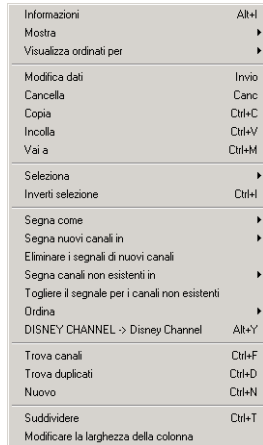 Informazioni Alt+I
Mostra
Visualizza ordinati per
Modifica dati Invio
Cancella Canc
Copia Ctrl+C
Incolla Ctrl+V
Vai a Ctrl+M
Seleziona
Inverti selezione Ctrl+I
Segna come
Segna nuovi canali in
Eliminare i segnali di nuovi canali
Segna canali non esistenti in
Togliere il segnale per i canali non esistenti
Ordina
DISNEY CHANNEL -> Disney Channel Alt+Y
Trova canali Ctrl+F
Trova duplicati Ctrl+D
Nuovo Ctrl+N
Suddividere Ctrl+T
Modificare la larghezza della colonna